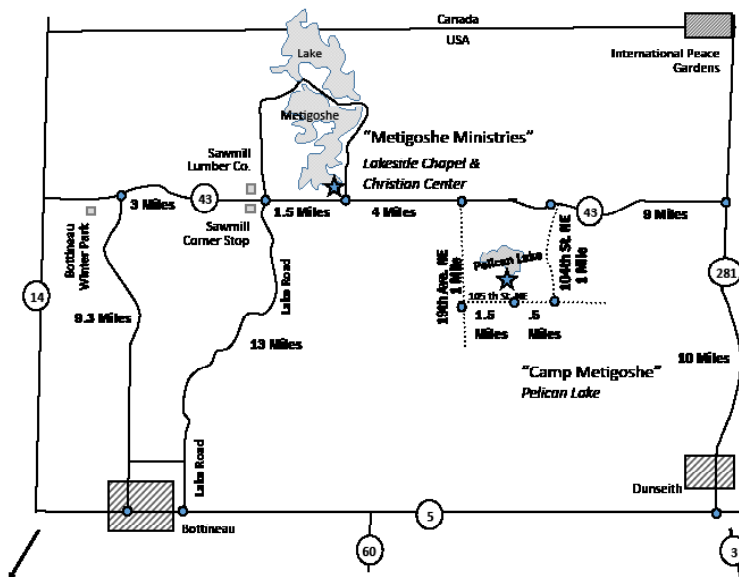 Canada
USA
International Peace
Gardens
Lake
Metigoshe
"Metigoshe Ministries"
Lakeside Chapel &
Christian Center
Sawmill
Lumber Co.
3 Miles
43
Sawmill
Corner Stop
1.5 Miles
4 Miles
43
9 Miles
Bottineau
Winter Park
14
9.3 Miles
Lake Road
13 Miles
19th Ave. NE
1 Mile
Pelican Lake
104th St. NE
1 Mile
105 th St. NE
1.5
Miles
.5
Miles
281
"Camp Metigoshe"
Pelican Lake
10 Miles
Lake Road
Dunseith
Bottineau
5
60
3